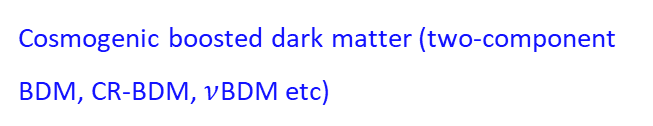 Cosmogenic boosted dark matter (two-component
BDM, CR-BDM, 𝜈BDM etc)